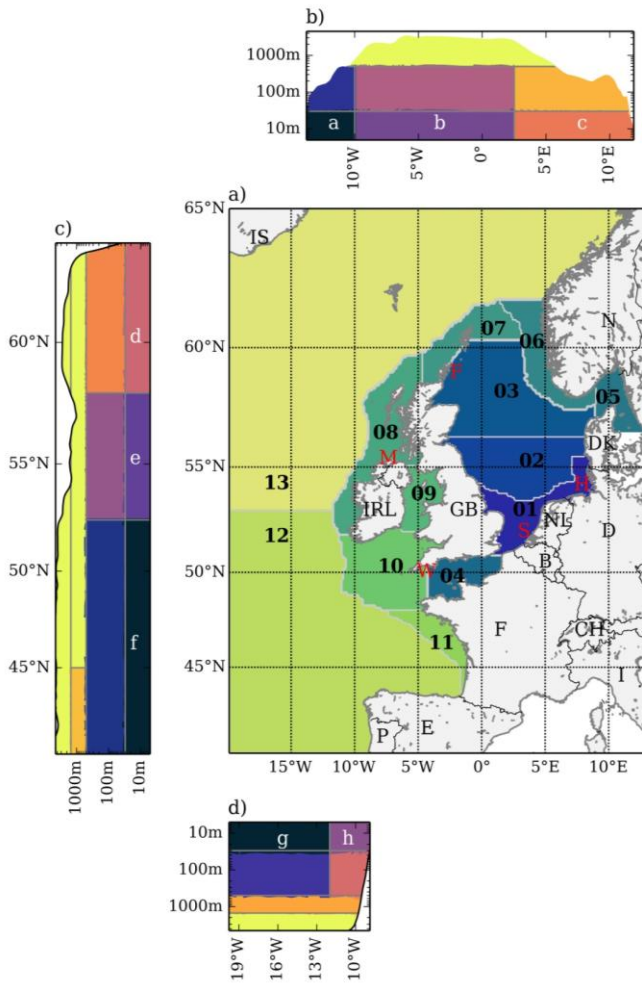 b)
1000m
100m
10m
a b c
10°W 5°W 0° 5°E 10°E
a)
c)
65°N
60°N
55°N
50°N
45°N
IS
N
07
06
F
03
05
08
DK
M
02
13
H
09
01
IRL
GB
NL
12
S
D
10
W
04
B
F
CH
11
I
P
E
15°W 10°W 5°W 0° 5°E 10°E
60°N
55°N
50°N
45°N
d
e
f
1000m
100m
10m
d)
10m
100m
1000m
g h
19°W 16°W 13°W 10°W